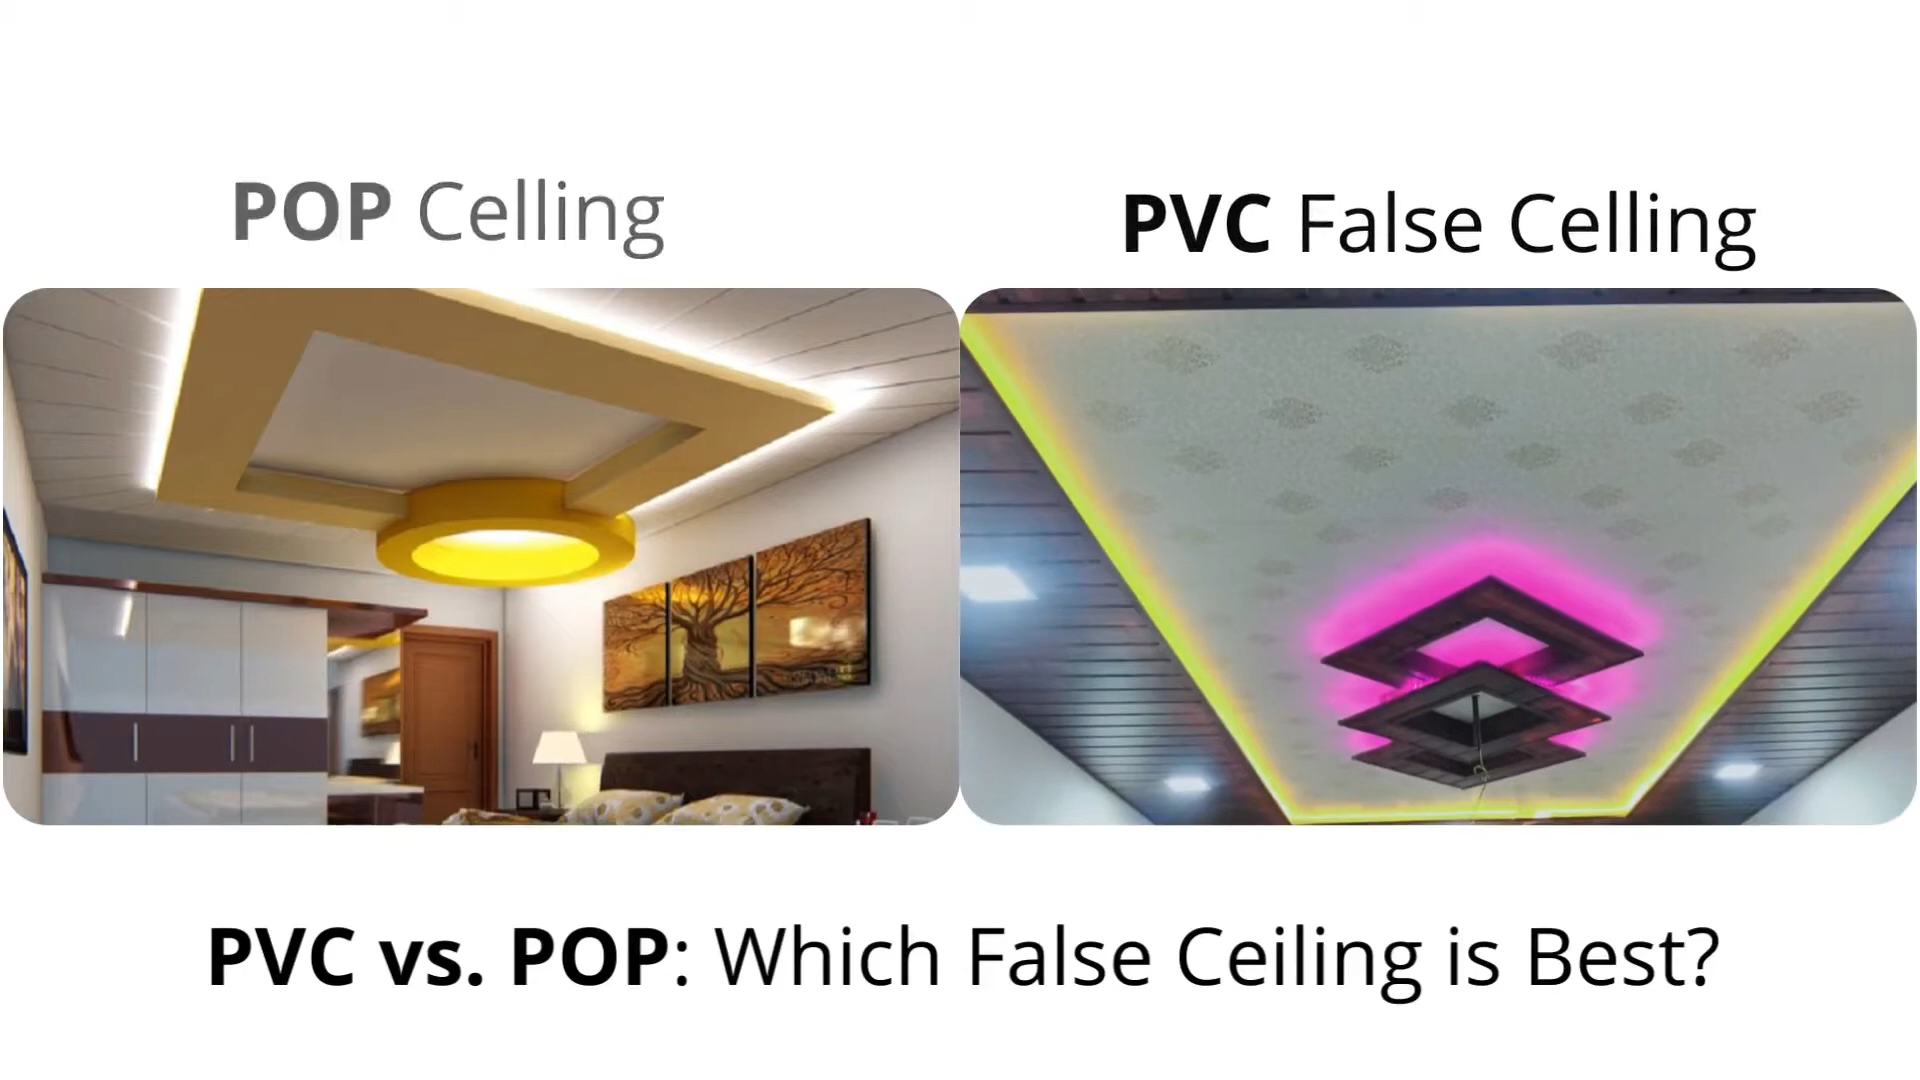 POP Celling
PVC False Celling
PVC vs. POP: Which False Ceiling is Best?